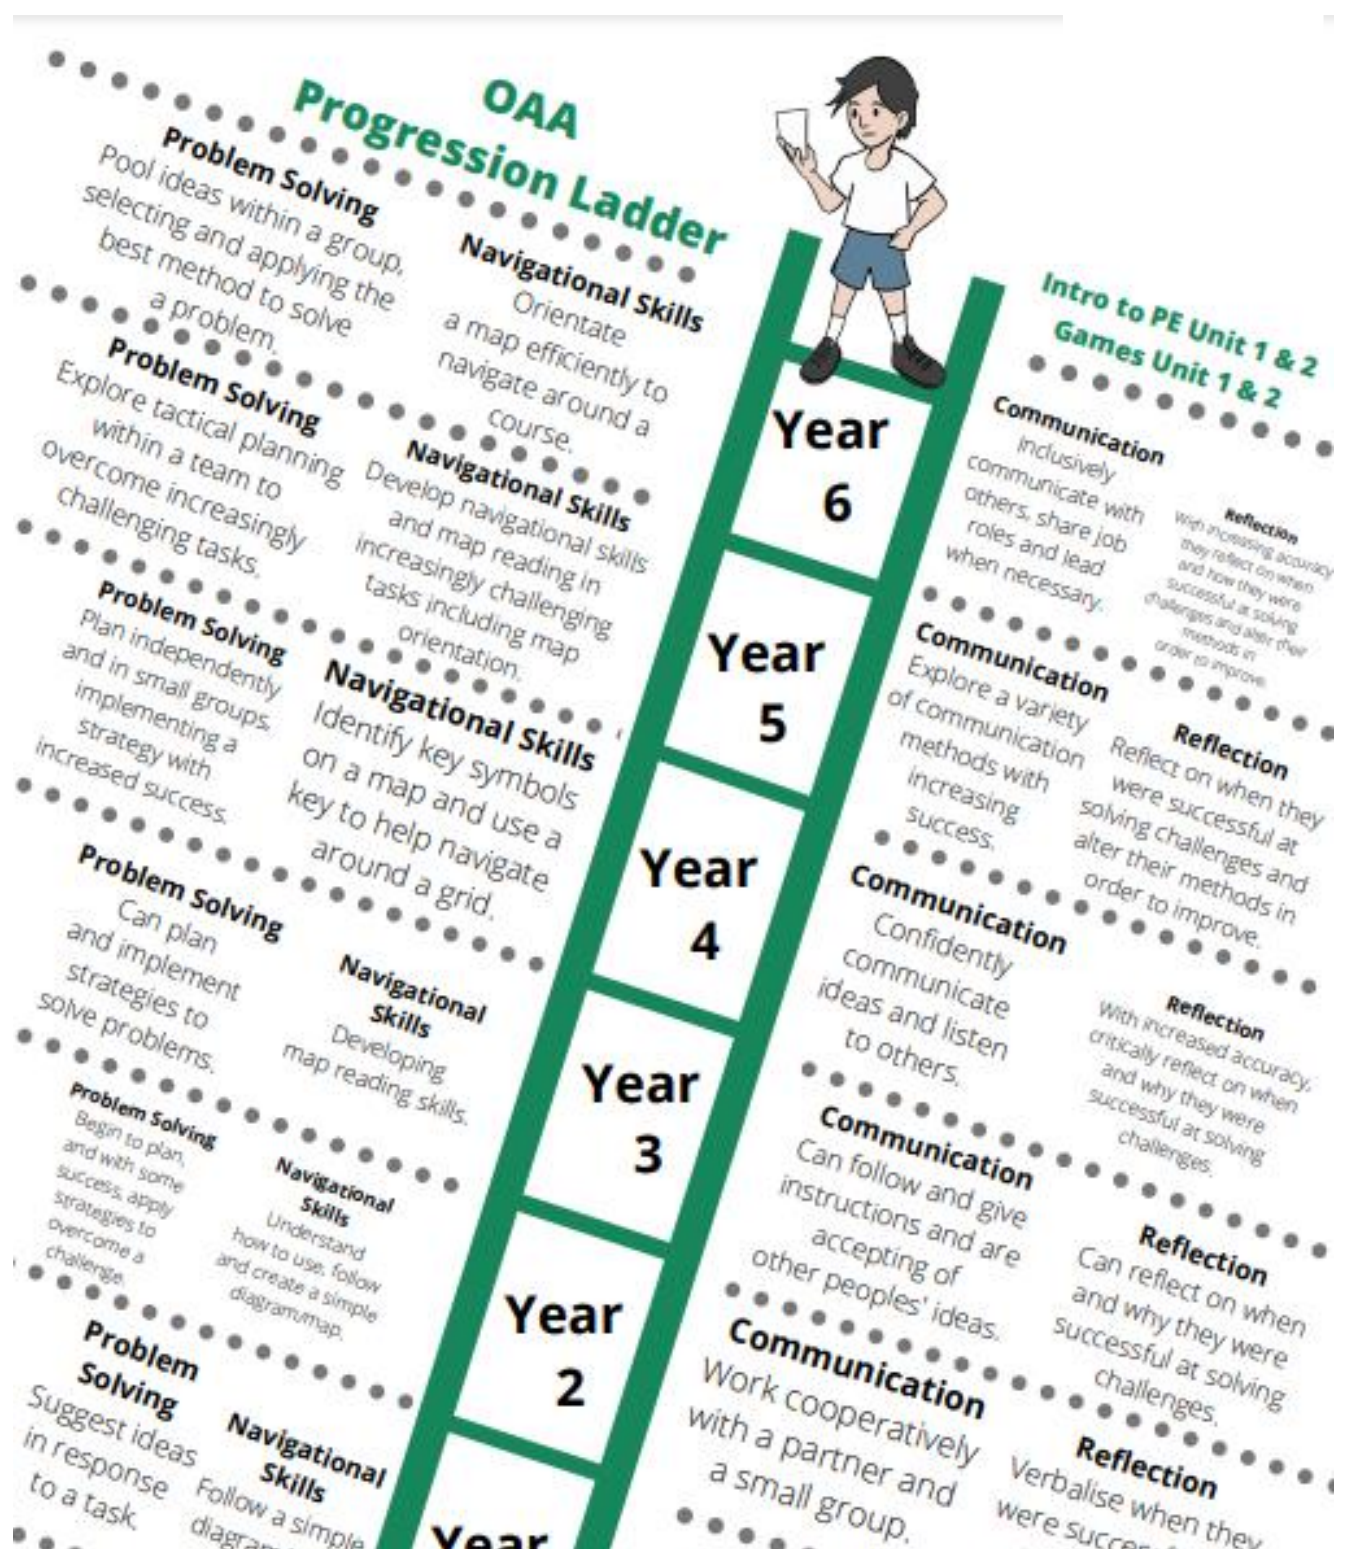 OAA
Progression Ladder
Problem Solving
Pool ideas within a group,
selecting and applying the
best method to solve
a problem.
Navigational Skills
Orientate
a map efficiently to
navigate around a
course.
Year
6
Intro to PE Unit 1 & 2
Games Unit 1 & 2
Communication
Inclusively
communicate with
others, share job
roles and lead
when necessary.
Reflection
With increasing accuracy
they reflect on when
and how they were
successful at solving
challenges and alter their
methods in
order to improve.
Problem Solving
Explore tactical planning
within a team to
overcome increasingly
challenging tasks.
Navigational Skills
Develop navigational skills
and map reading in
increasingly challenging
tasks including map
orientation.
Year
5
Communication
Explore a variety
of communication
methods with
increasing
success.
Reflection
Reflect on when they
were successful at
solving challenges and
alter their methods in
order to improve.
Problem Solving
Plan independently
and in small groups,
implementing a
strategy with
increased success.
Navigational Skills
Identify key symbols
on a map and use a
key to help navigate
around a grid.
Year
4
Communication
Confidently
communicate
ideas and listen
to others.
Reflection
With increased accuracy,
critically reflect on when
and why they were
successful at solving
challenges.
Problem Solving
Can plan
and implement
strategies to
solve problems.
Navigational
Skills
Developing
map reading skills.
Year
3
Communication
Can follow and give
instructions and are
accepting of
other peoples' ideas.
Reflection
Can reflect on when
and why they were
successful at solving
challenges.
Problem Solving
Begin to plan,
and with some
success, apply
strategies to
overcome a
challenge.
Navigational
Skills
Understand
how to use, follow
and create a simple
diagram/map.
Year
2
Communication
Work cooperatively
with a partner and
a small group.
Reflection
Verbalise when they
were
Problem
Solving
Suggest ideas
in response
to a task.
Navigational
Skills
Follow a simple
Year